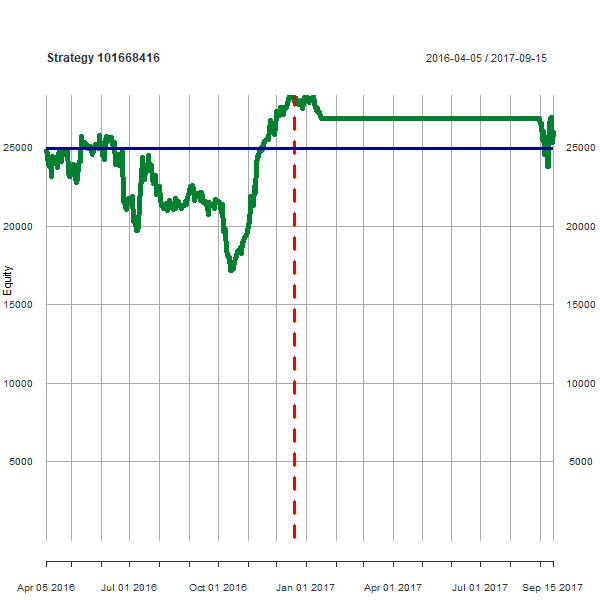 Strategy 101668416
2016-04-05 / 2017-09-15
25000
25000
20000
20000
Equity
15000
15000
10000
10000
5000
5000
Apr 05 2016
Jul 01 2016
Oct 01 2016
Jan 01 2017
Apr 01 2017
Jul 01 2017
Sep 15 2017